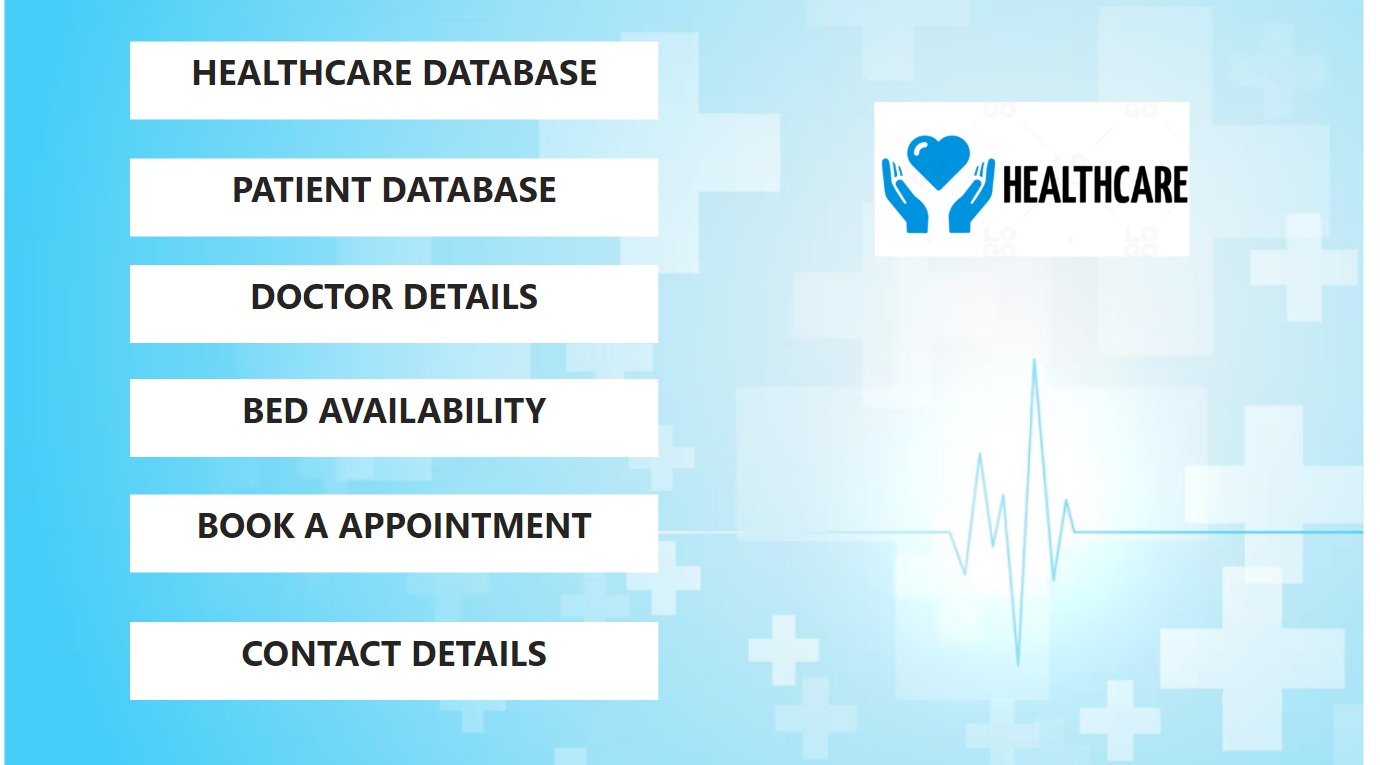 HEALTHCARE DATABASE
PATIENT DATABASE
DOCTOR DETAILS
BED AVAILABILITY
BOOK A APPOINTMENT
CONTACT DETAILS
HEALTHCARE